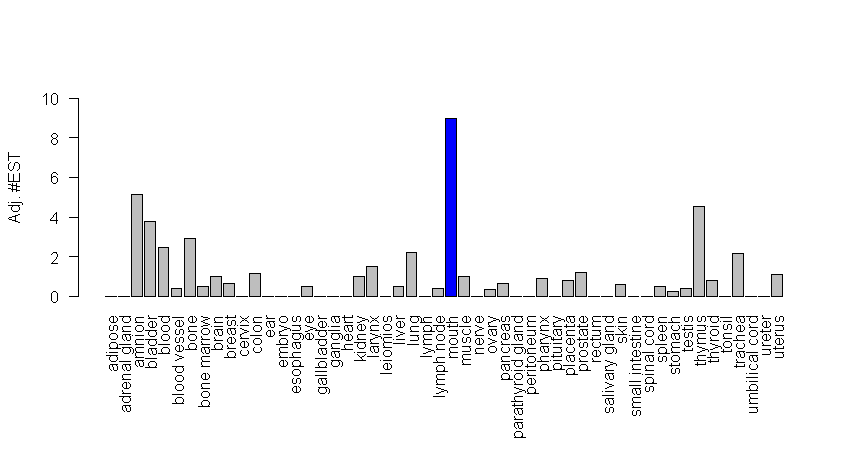 Adj. #EST
10
8
6
4
2
0
adipose
adrenal gland
amnion
bladder
blood
blood vessel
bone
bone marrow
brain
breast
cervix
colon
ear
embryo
esophagus
eye
gallbladder
ganglia
heart
kidney
larynx
leiomios
liver
lung
lymph
lymph node
mouth
muscle
nerve
ovary
pancreas
parathyroid gland
peritoneum
pharynx
pituitary
placenta
prostate
rectum
salivary gland
skin
small intestine
spinal cord
spleen
stomach
testis
thymus
thyroid
tonsil
trachea
umbilical cord
ureter
uterus